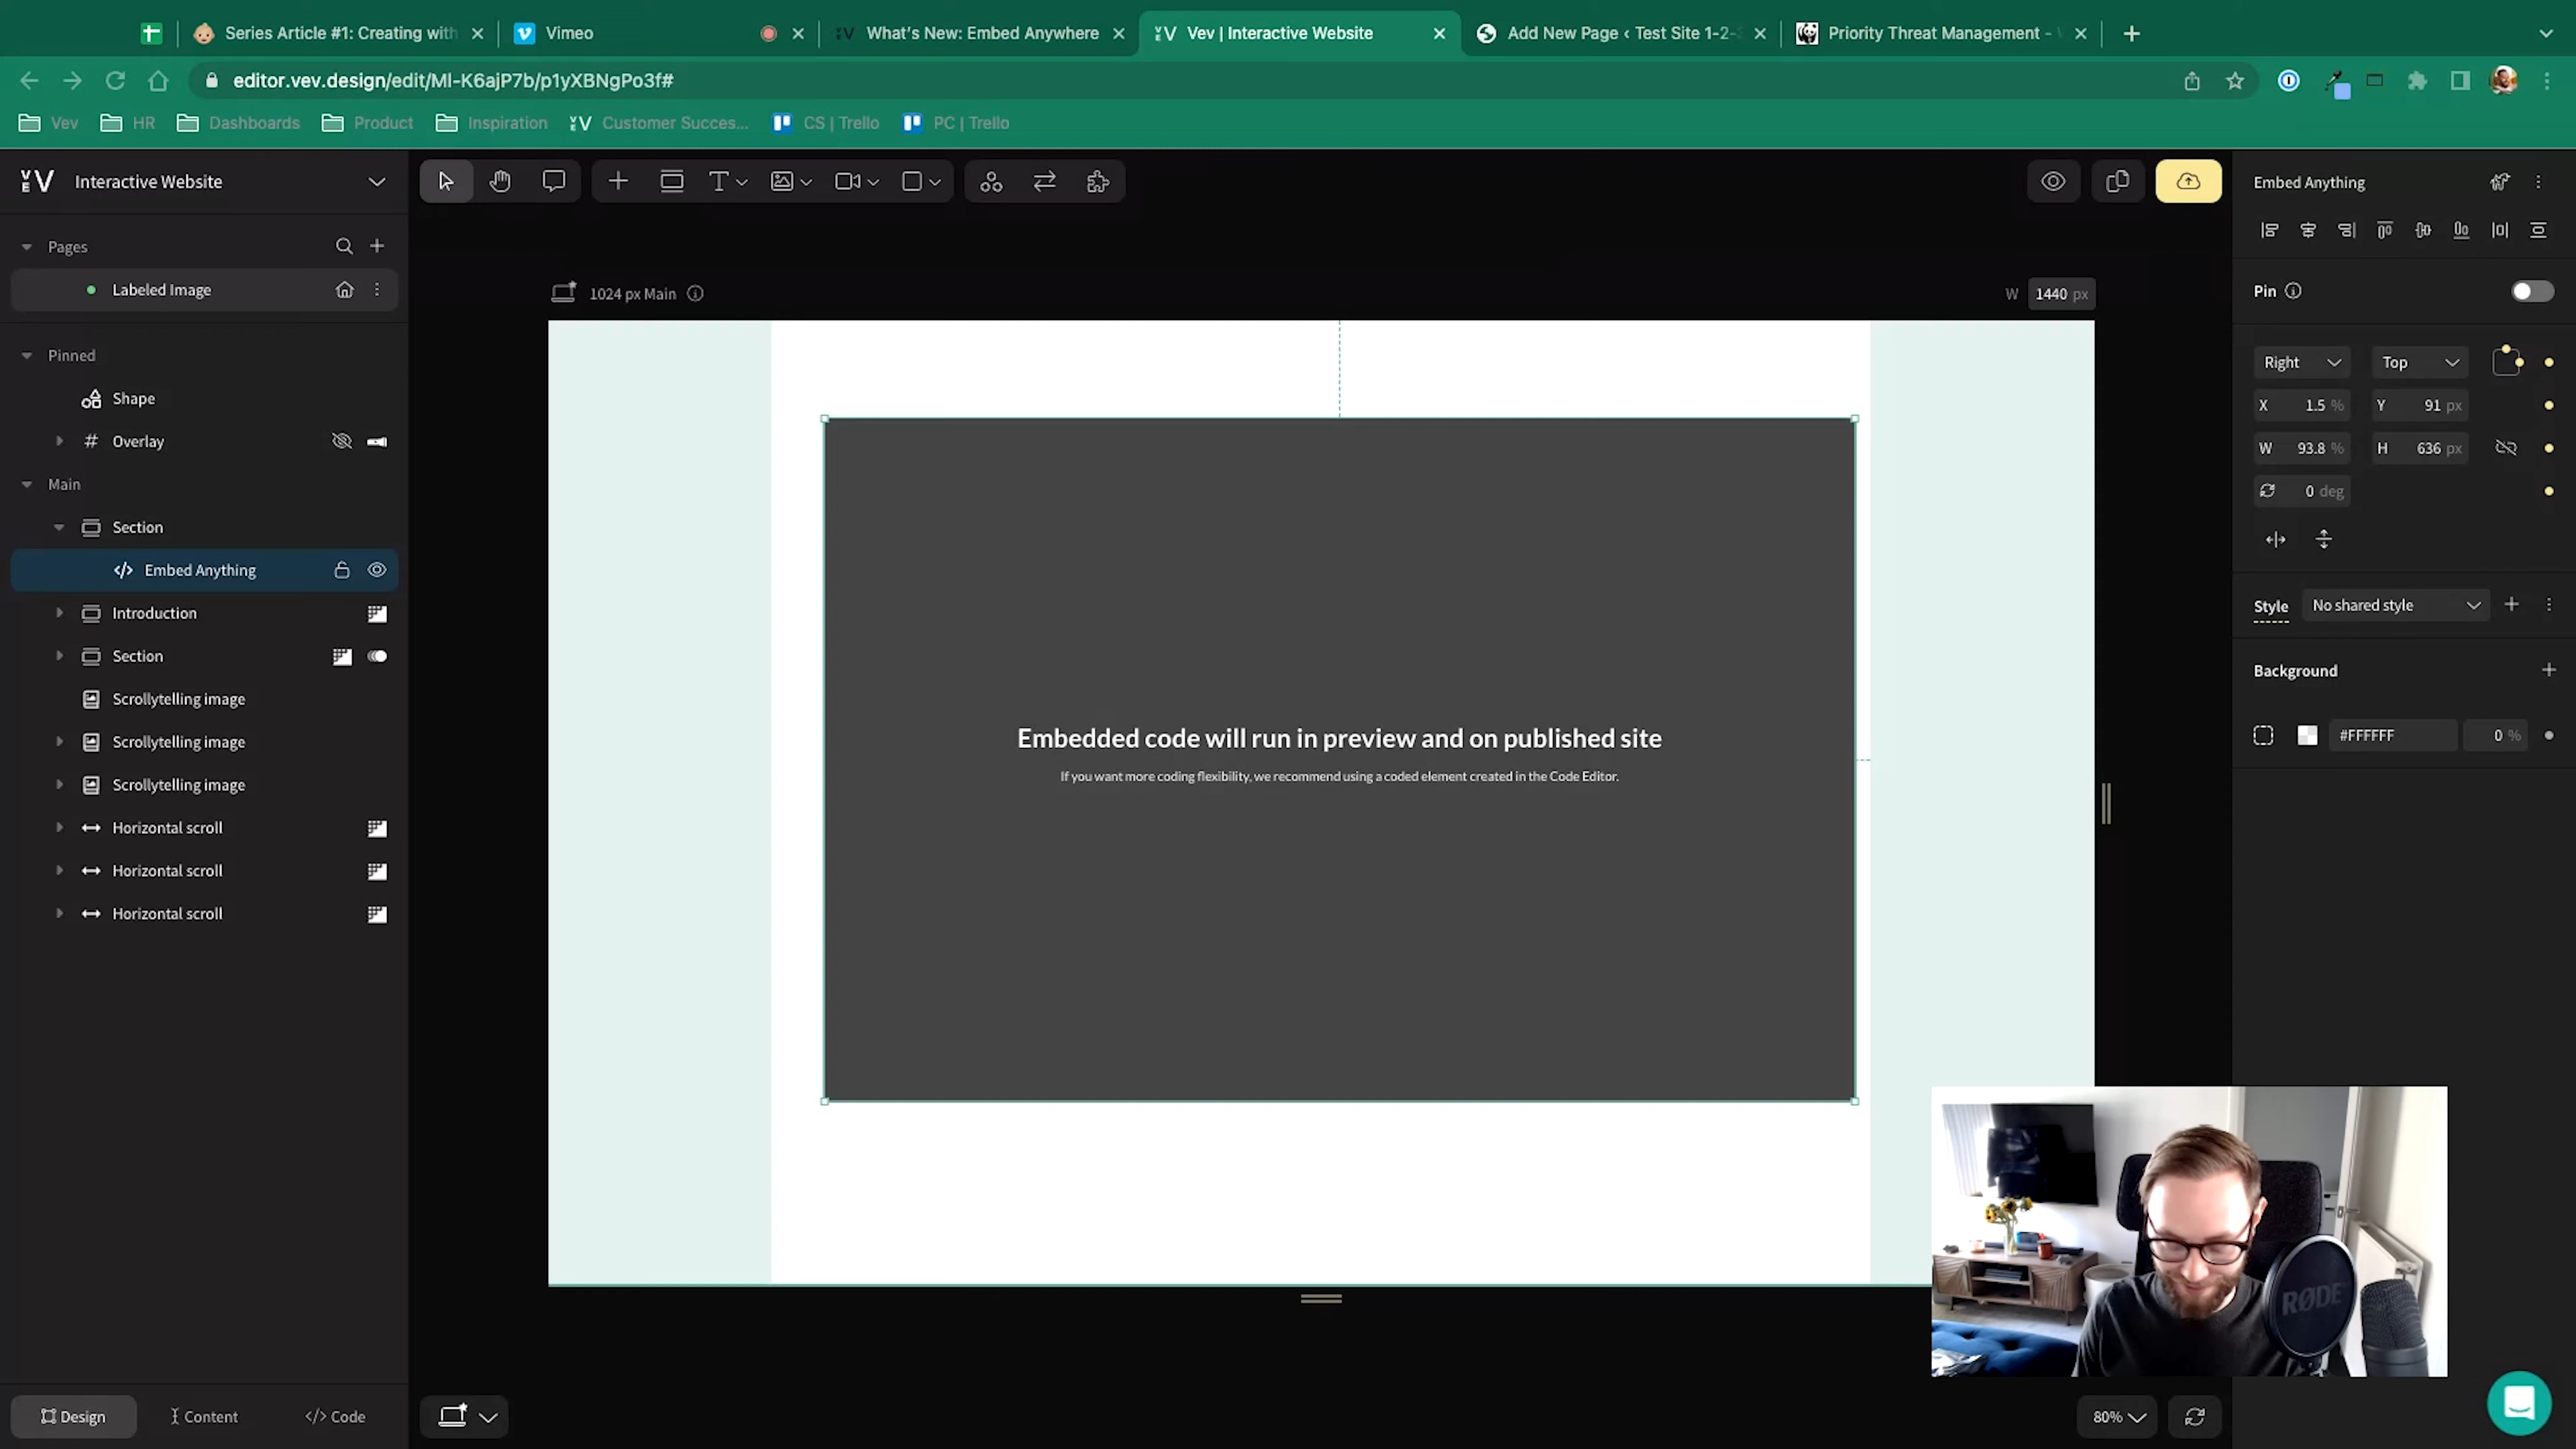 Series Article #1: Creating with
Vimeo
What's New: Embed Anywhere
Vev | Interactive Website
Add New Page ‹ Test Site 1-2-
Priority Threat Management -
editor.vev.design/edit/Ml-K6ajP7b/p1yXBNgPo3f#
Vev
HR
Dashboards
Product
Inspiration
Customer Succes...
CS | Trello
PC | Trello
Interactive Website
Embed Anything
Pages
Labeled Image
1024 px Main
W 1440 px
Pin
Pinned
Shape
Overlay
Right
Top
X 1.5 %
Y 91 px
W 93.8 %
H 636 px
0 deg
Main
Section
Embed Anything
Introduction
Section
Scrollytelling image
Scrollytelling image
Scrollytelling image
Horizontal scroll
Horizontal scroll
Horizontal scroll
Style
No shared style
Background
#FFFFFF
0 %
Embedded code will run in preview and on published site
If you want more coding flexibility, we recommend using a coded element created in the Code Editor.
RØDE
Design
Content
</> Code
80%